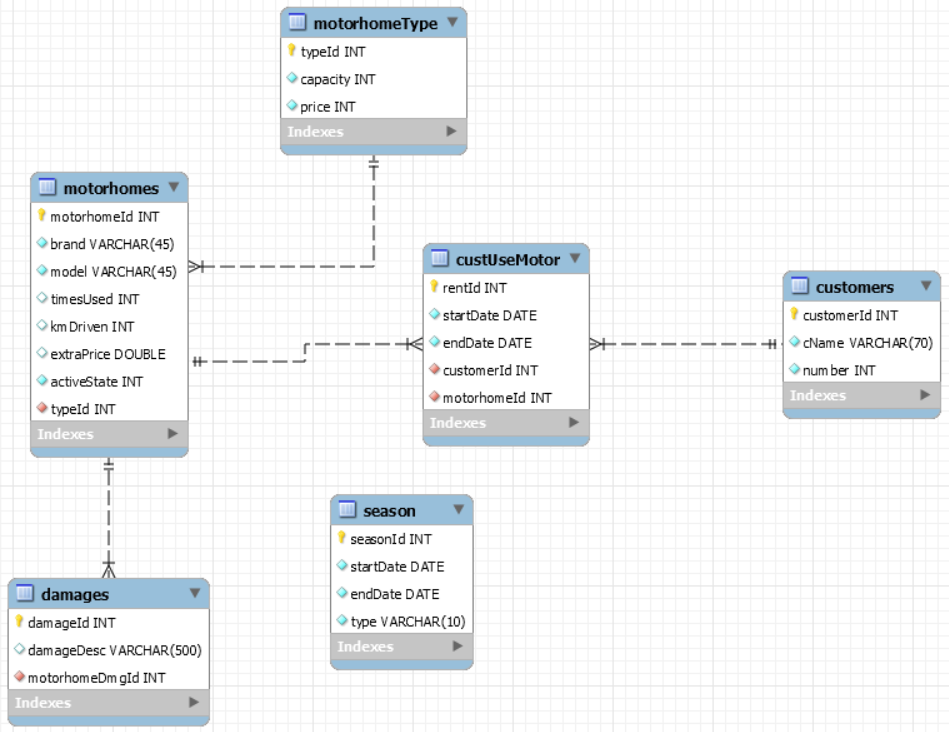 motorhomeType
typeId INT
capacity INT
price INT
Indexes
motorhomes
motorhomeId INT
brand VARCHAR(45)
model VARCHAR(45)
timesUsed INT
kmDriven INT
extraPrice DOUBLE
activeState INT
typeId INT
Indexes
custUseMotor
rentId INT
startDate DATE
endDate DATE
customerId INT
motorhomeId INT
Indexes
customers
customerId INT
cName VARCHAR(70)
number INT
Indexes
season
seasonId INT
startDate DATE
endDate DATE
type VARCHAR(10)
Indexes
damages
damageId INT
damageDesc VARCHAR(500)
motorhomeDmgId INT
Indexes